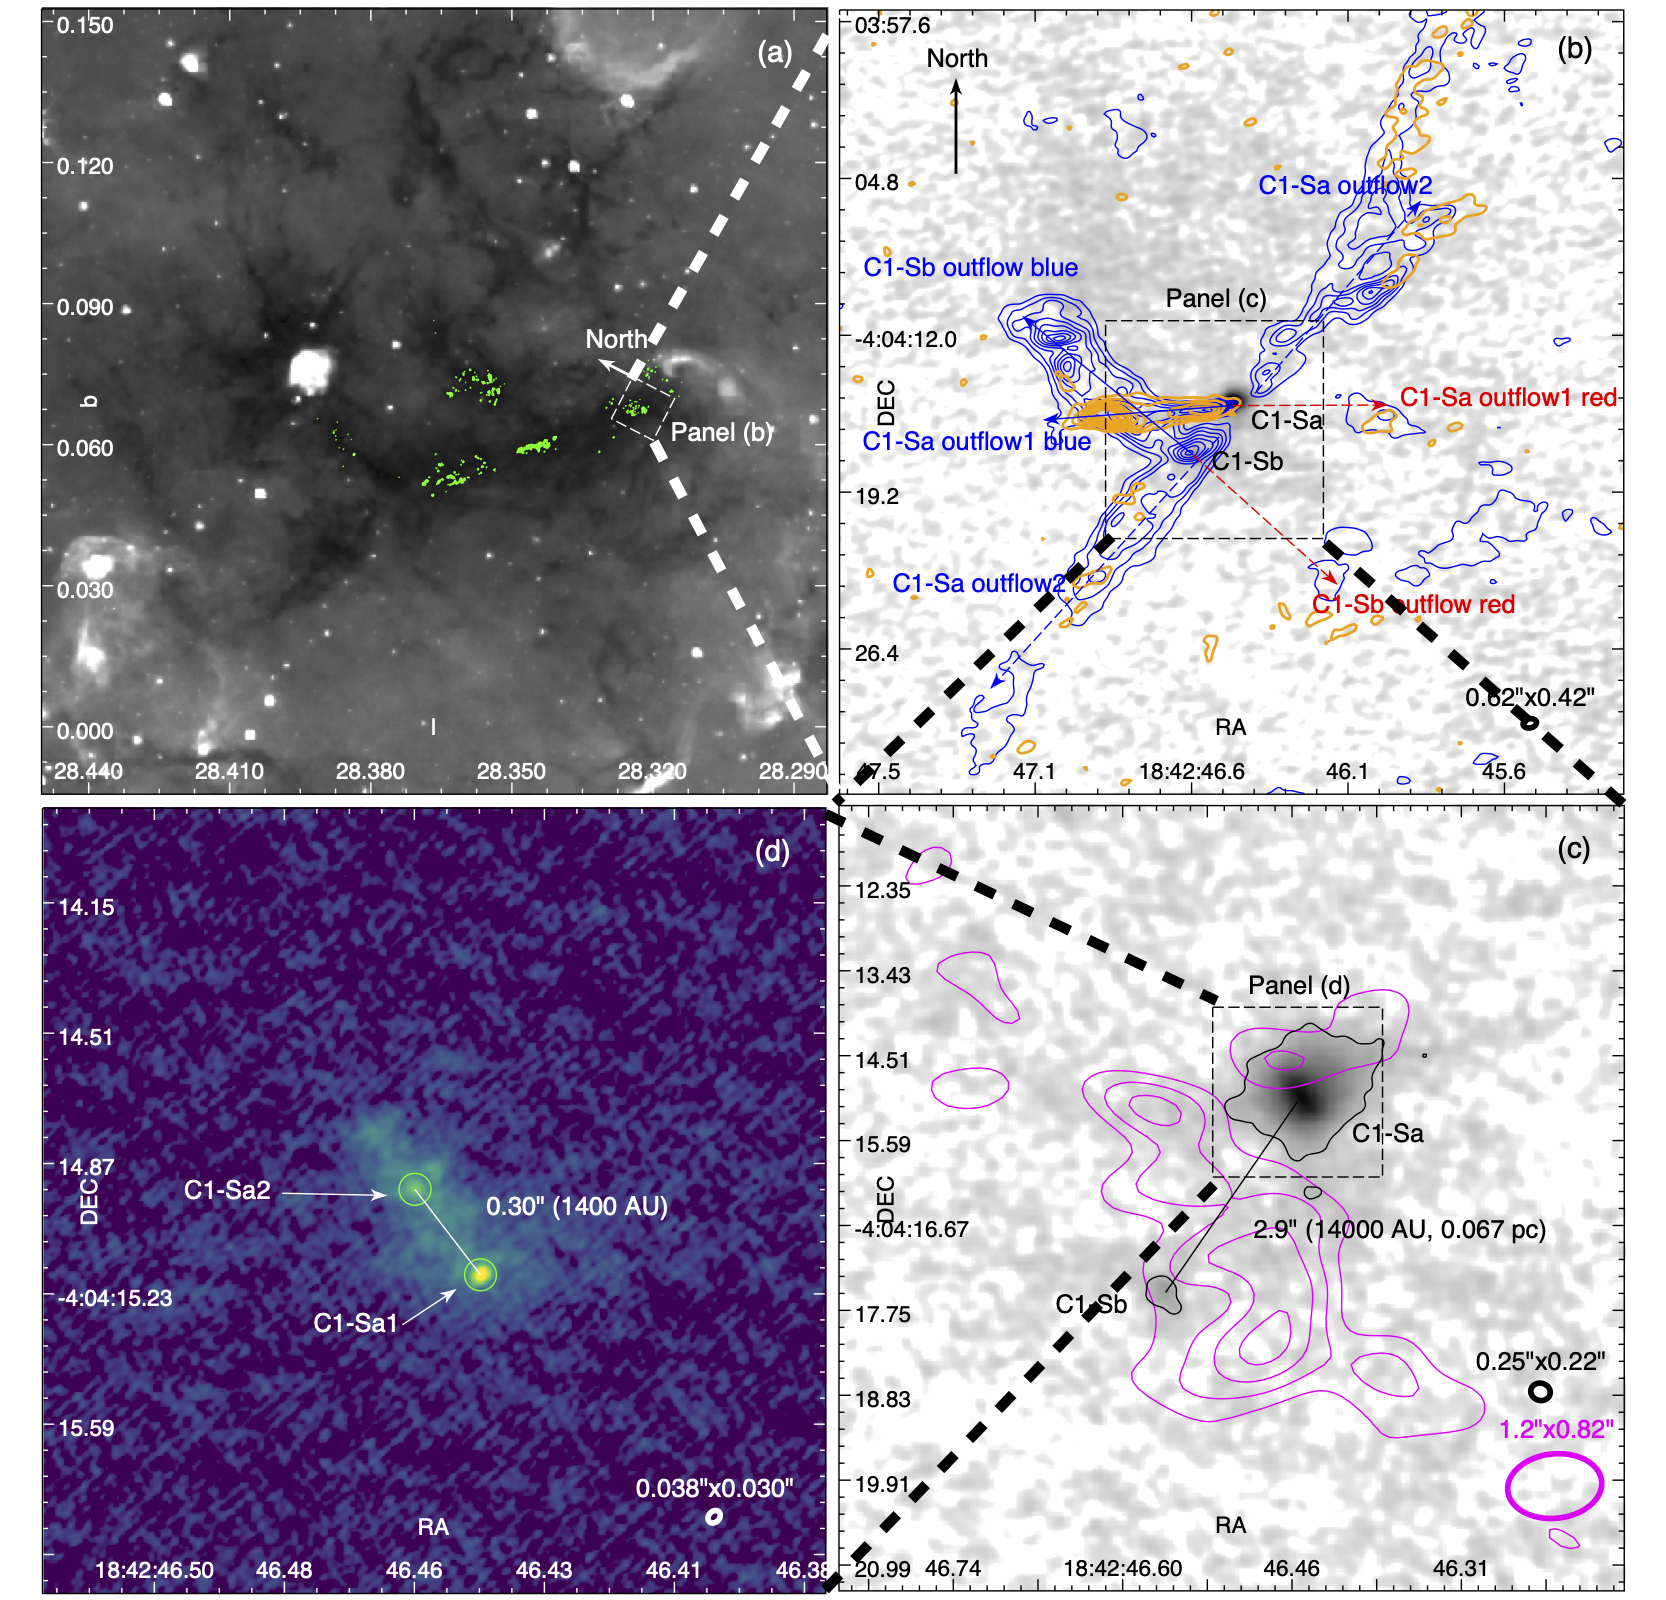 (a)
0.150
0.120
0.090
0.060
0.030
0.000
b
l
28.440
28.410
28.380
28.350
28.320
28.290
North
Panel (b)
(b)
03:57.6
04.8
-4:04:12.0
19.2
26.4
DEC
RA
47.5
47.1
18:42:46.6
46.1
45.6
North
C1-Sa outflow2
C1-Sb outflow blue
Panel (c)
C1-Sa outflow1 red
C1-Sa
C1-Sa outflow1 blue
C1-Sb
C1-Sa outflow2
C1-Sb outflow red
0.62"x0.42"
(d)
14.15
14.51
14.87
-4:04:15.23
15.59
DEC
RA
18:42:46.50
46.48
46.46
46.43
46.41
46.38
C1-Sa2
0.30" (1400 AU)
C1-Sa1
0.038"x0.030"
(c)
12.35
13.43
14.51
15.59
-4:04:16.67
17.75
18.83
19.91
20.99
DEC
RA
46.74
18:42:46.60
46.46
46.31
Panel (d)
C1-Sa
2.9" (14000 AU, 0.067 pc)
C1-Sb
0.25"x0.22"
1.2"x0.82"